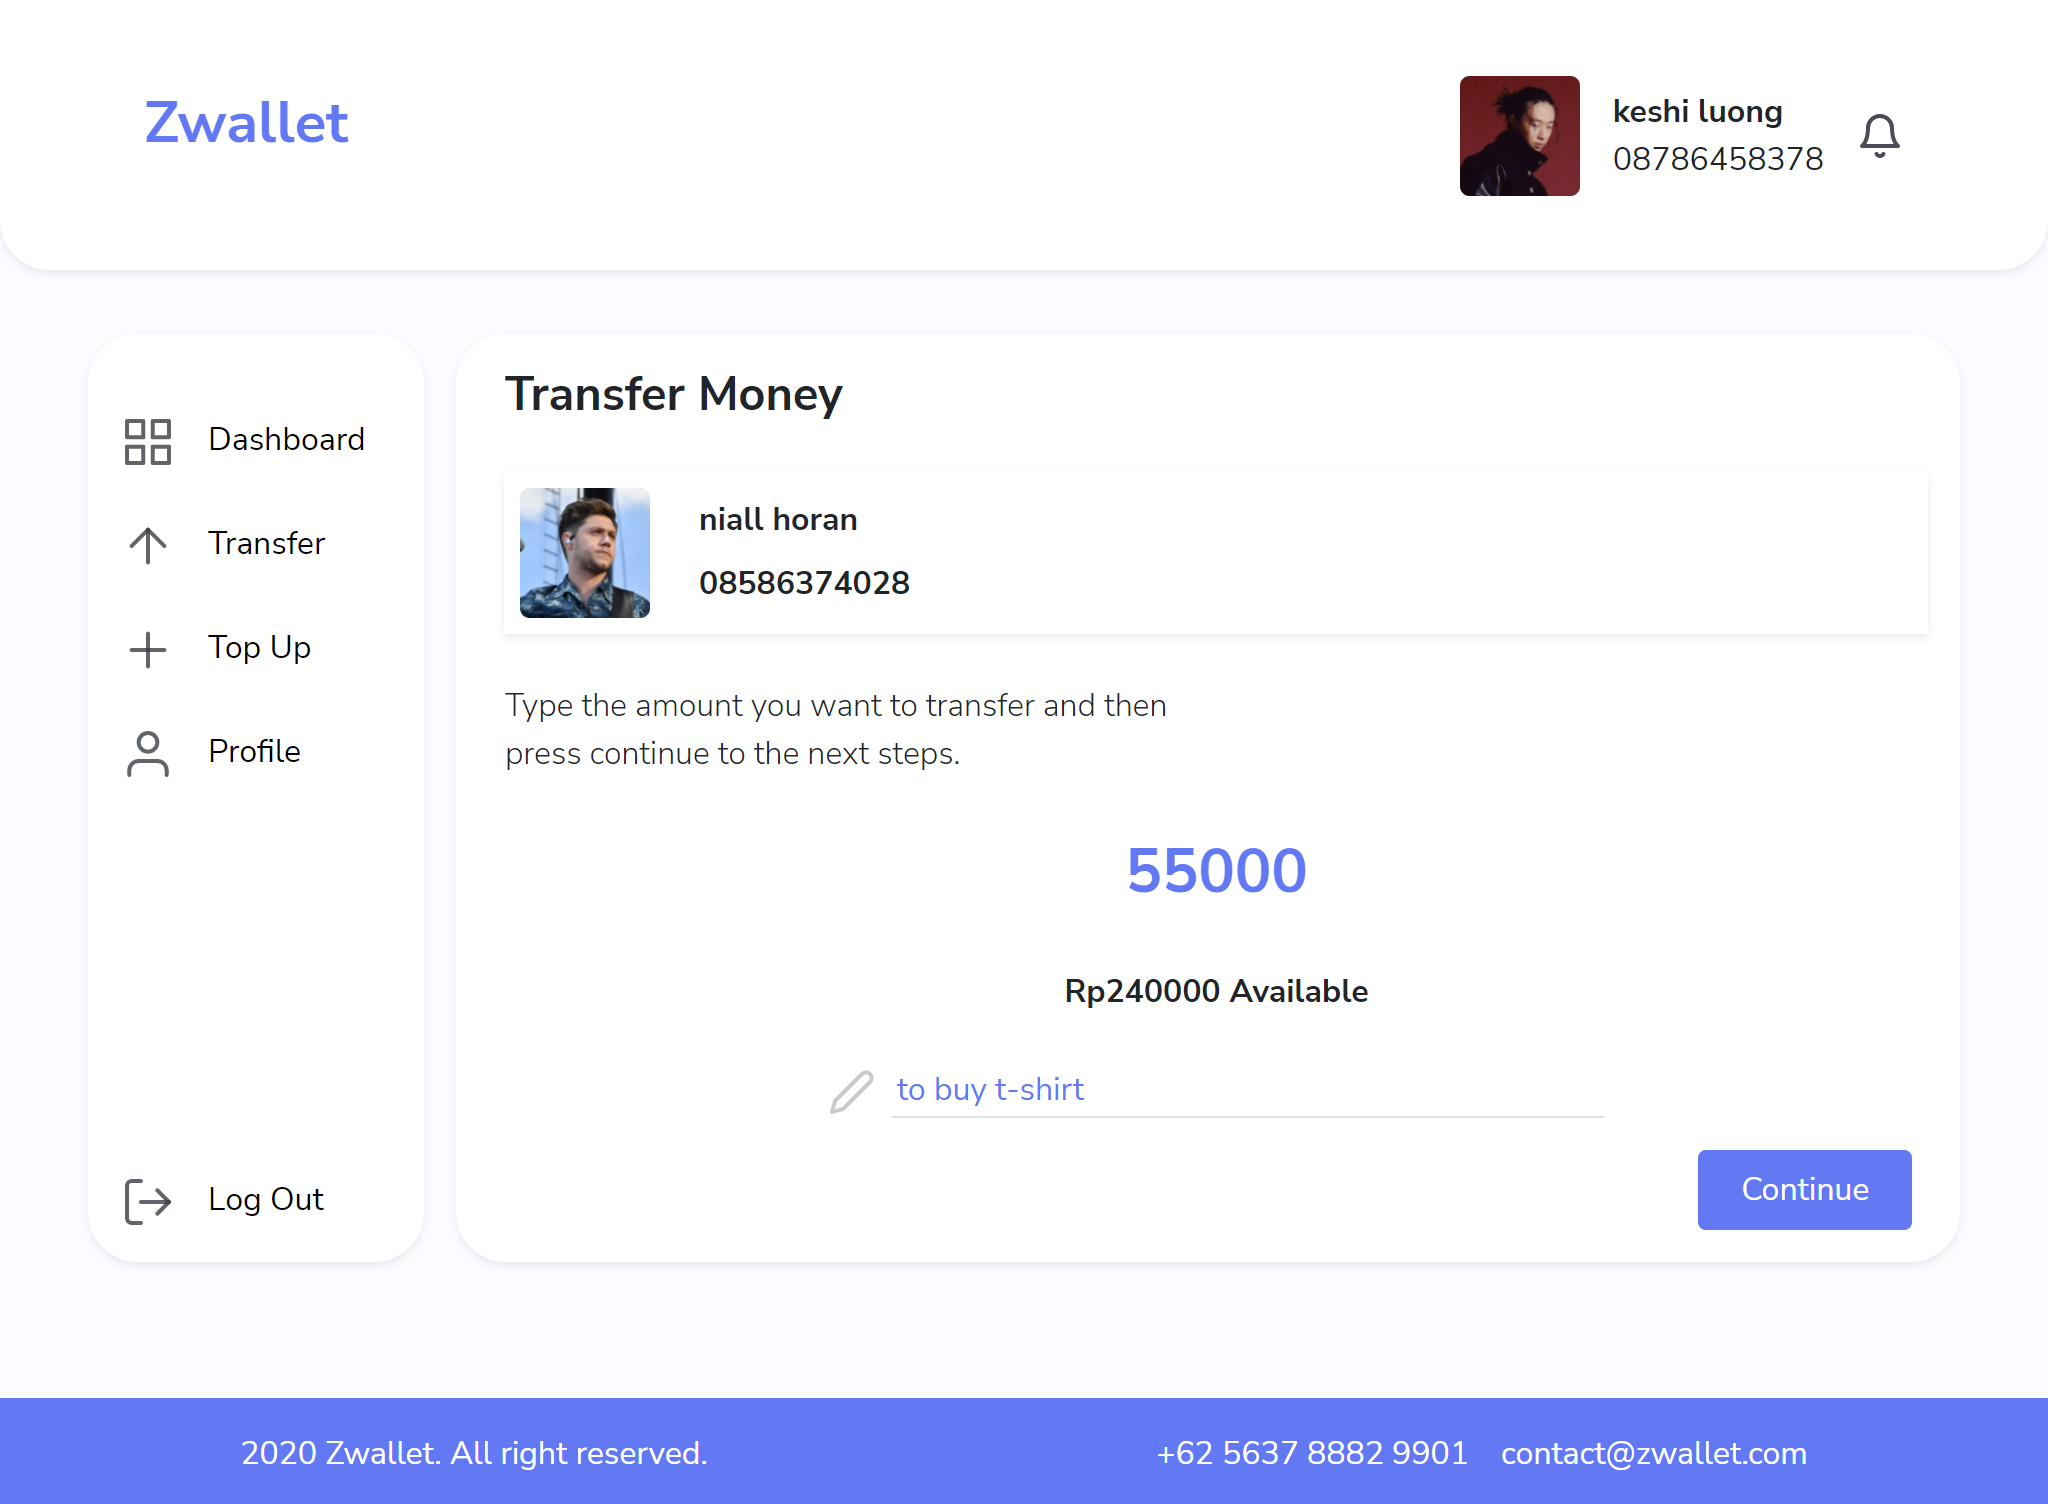 Zwallet
keshi luong
08786458378
Dashboard
Transfer
Top Up
Profile
Log Out
Transfer Money
niall horan
08586374028
Type the amount you want to transfer and then
press continue to the next steps.
55000
Rp240000 Available
to buy t-shirt
Continue
2020 Zwallet. All right reserved.
+62 5637 8882 9901
contact@zwallet.com